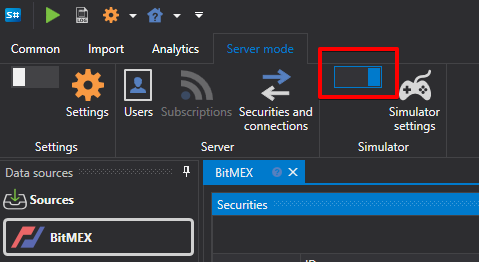 S#
Common Import Analytics Server mode
Settings Users Subscriptions Securities and connections Simulator settings
Settings Server Simulator
Data sources BitMEX
Sources
Securities
BitMEX